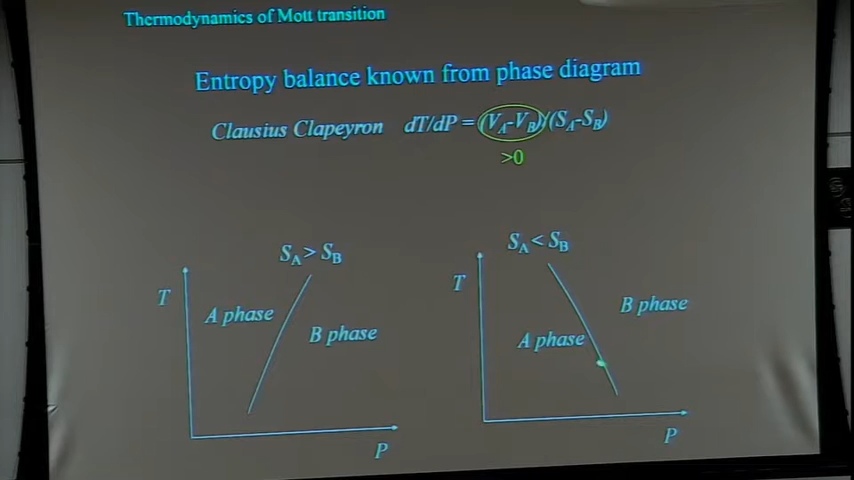 Thermodynamics of Mott transition
Entropy balance known from phase diagram
Clausius Clapeyron dT/dP = (V_A-V_B)/(S_A-S_B)
>0
S_A > S_B
T
A phase
B phase
P
S_A < S_B
T
B phase
A phase
P